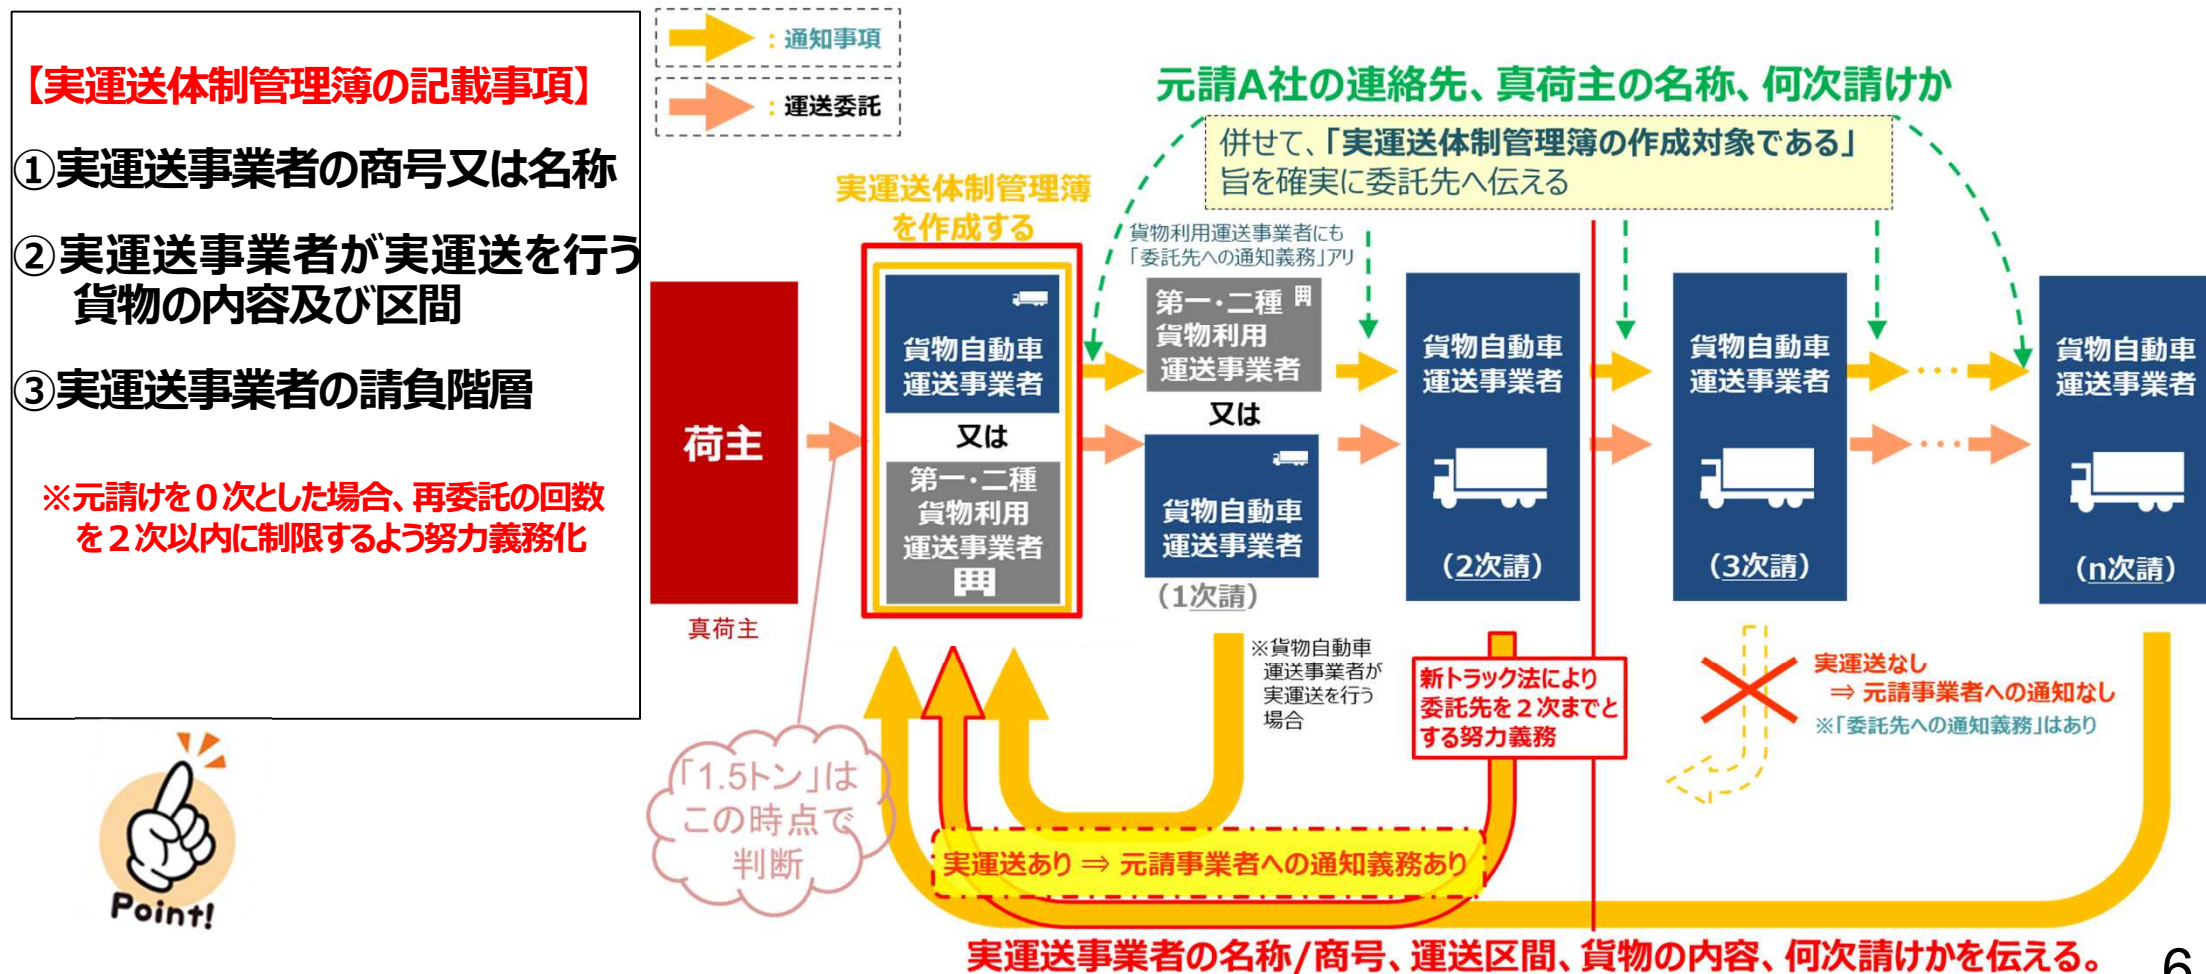 【実運送体制管理簿の記載事項】
①実運送事業者の商号又は名称
②実運送事業者が実運送を行う
貨物の内容及び区間
③実運送事業者の請負階層
※元請けを０次とした場合、再委託の回数
を２次以内に制限するよう努力義務化
Point!
：通知事項
：運送委託
元請A社の連絡先、真荷主の名称、何次請けか
併せて、「実運送体制管理簿の作成対象である」
旨を確実に委託先へ伝える
実運送体制管理簿
を作成する
貨物利用運送事業者にも
「委託先への通知義務」アリ
荷主
真荷主
貨物自動車
運送事業者
又は
第一・二種
貨物利用
運送事業者
第一・二種
貨物利用
運送事業者
又は
貨物自動車
運送事業者
（1次請）
貨物自動車
運送事業者
（2次請）
貨物自動車
運送事業者
（3次請）
貨物自動車
運送事業者
（n次請）
※貨物自動車
運送事業者が
実運送を行う
場合
新トラック法により
委託先を２次までと
する努力義務
実運送なし
⇒ 元請事業者への通知なし
※「委託先への通知義務」はあり
「1.5トン」は
この時点で
判断
実運送あり ⇒ 元請事業者への通知義務あり
実運送事業者の名称/商号、運送区間、貨物の内容、何次請けかを伝える。
6